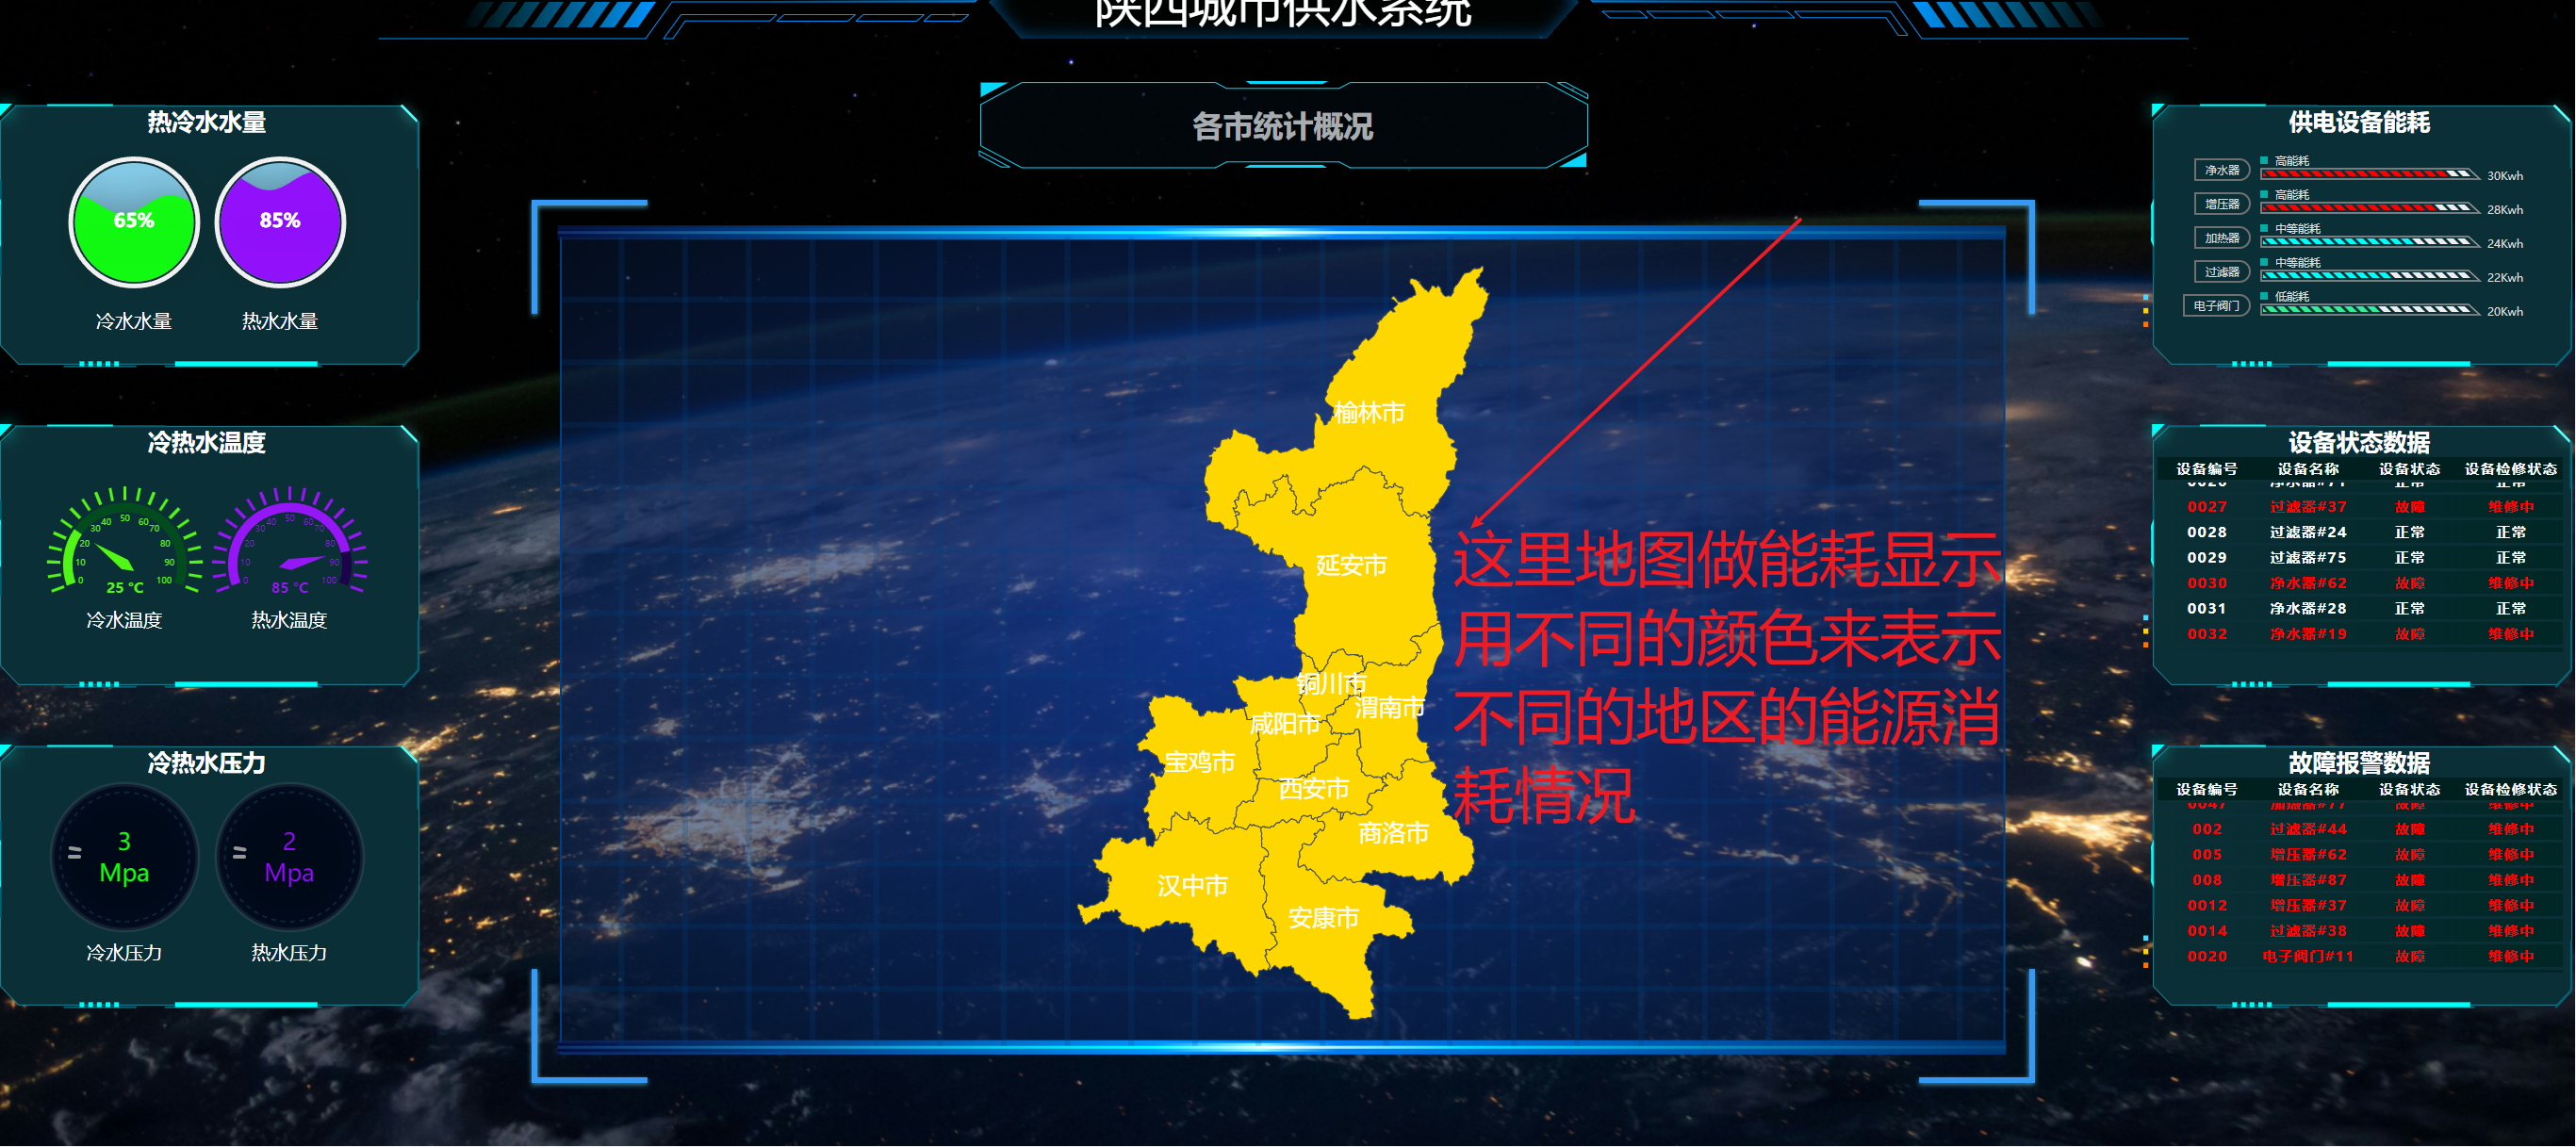 陕西城市供水系统
各市统计概况
热冷水水量
65%
85%
冷水水量
热水水量
冷热水温度
0
10
20
30
40
50
60
70
80
90
100
25 °C
0
10
20
30
40
50
60
70
80
90
100
85 °C
冷水温度
热水温度
冷热水压力
3
Mpa
2
Mpa
冷水压力
热水压力
榆林市
延安市
铜川市
渭南市
咸阳市
宝鸡市
西安市
商洛市
汉中市
安康市
这里地图做能耗显示
用不同的颜色来表示
不同的地区的能源消
耗情况
供电设备能耗
净水器 高能耗 30Kwh
增压器 高能耗 28Kwh
加热器 中等能耗 24Kwh
过滤器 中等能耗 22Kwh
电子阀门 低能耗 20Kwh
设备状态数据
设备编号 设备名称 设备状态 设备检修状态
0027 过滤器#37 故障 维修中
0028 过滤器#24 正常 正常
0029 过滤器#75 正常 正常
0030 净水器#62 故障 维修中
0031 净水器#28 正常 正常
0032 净水器#19 故障 维修中
故障报警数据
设备编号 设备名称 设备状态 设备检修状态
002 过滤器#44 故障 维修中
005 增压器#62 故障 维修中
008 增压器#87 故障 维修中
0012 增压器#37 故障 维修中
0014 过滤器#38 故障 维修中
0020 电子阀门#11 故障 维修中